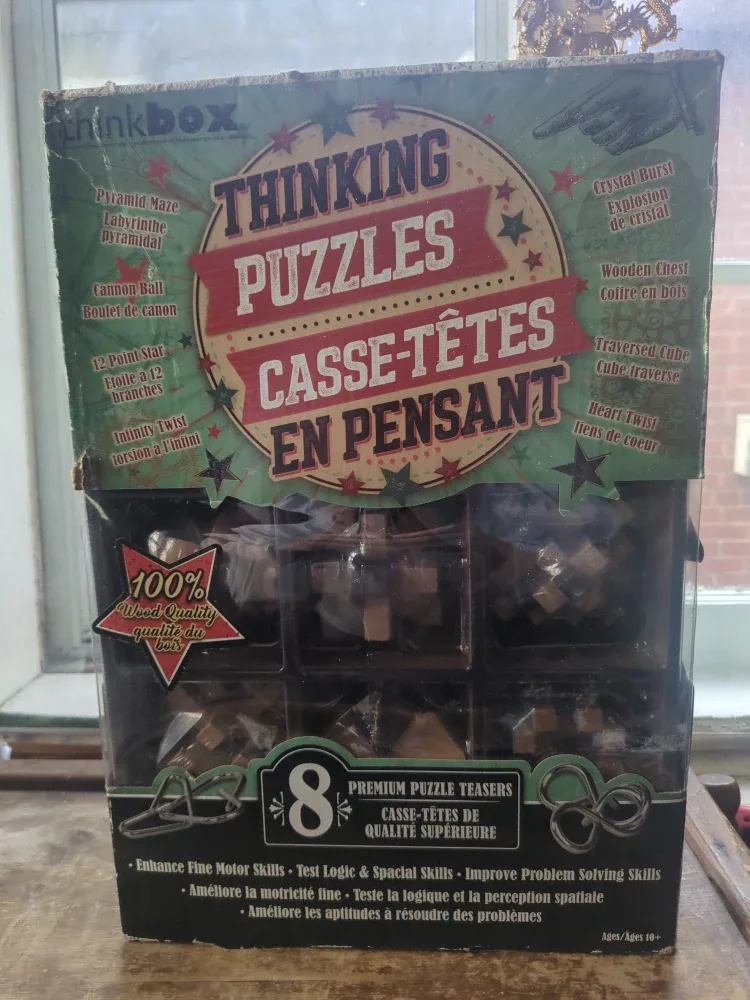 thinkbox
THINKING
PUZZLES
CASSE-TÊTES
EN PENSANT
Pyramid Maze
Labyrinthe
pyramidal
Cannon Ball
Boulet de canon
12 Point Star
Etoile à 12
branches
Infinity Twist
torsion à l'infini
Crystal Burst
Explosion
de cristal
Wooden Chest
Coffre en bois
Traversed Cube
Cube traverse
Heart Twist
liens de coeur
100%
Wood Quality
qualité du
bois
8
PREMIUM PUZZLE TEASERS
CASSE-TÊTES DE
QUALITÉ SUPÉRIEURE
• Enhance Fine Motor Skills • Test Logic & Spacial Skills • Improve Problem Solving Skills
• Améliore la motricité fine • Teste la logique et la perception spatiale
• Améliore les aptitudes à résoudre des problèmes
Ages/Âges 10+